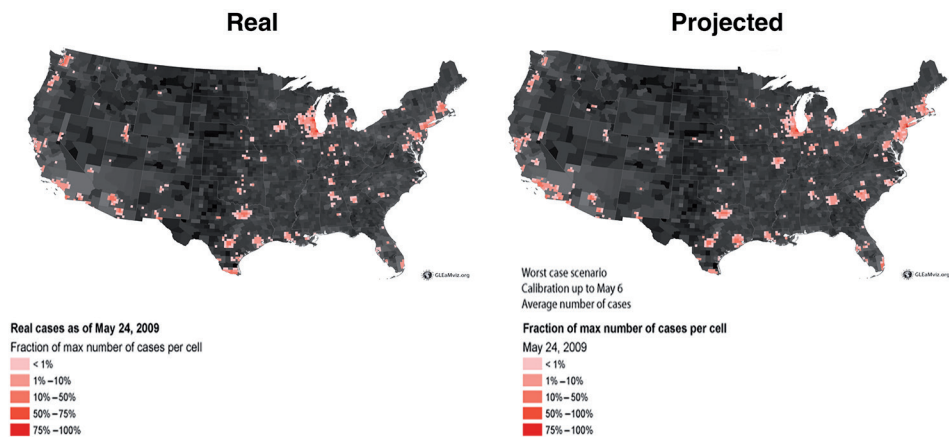 Real
Projected
GLEaMviz.org
GLEaMviz.org
Worst case scenario
Calibration up to May 6
Average number of cases
Real cases as of May 24, 2009
Fraction of max number of cases per cell
< 1%
1% –10%
10% –50%
50% –75%
75% –100%
Fraction of max number of cases per cell
May 24, 2009
< 1%
1% –10%
10% –50%
50% –100%
75% –100%